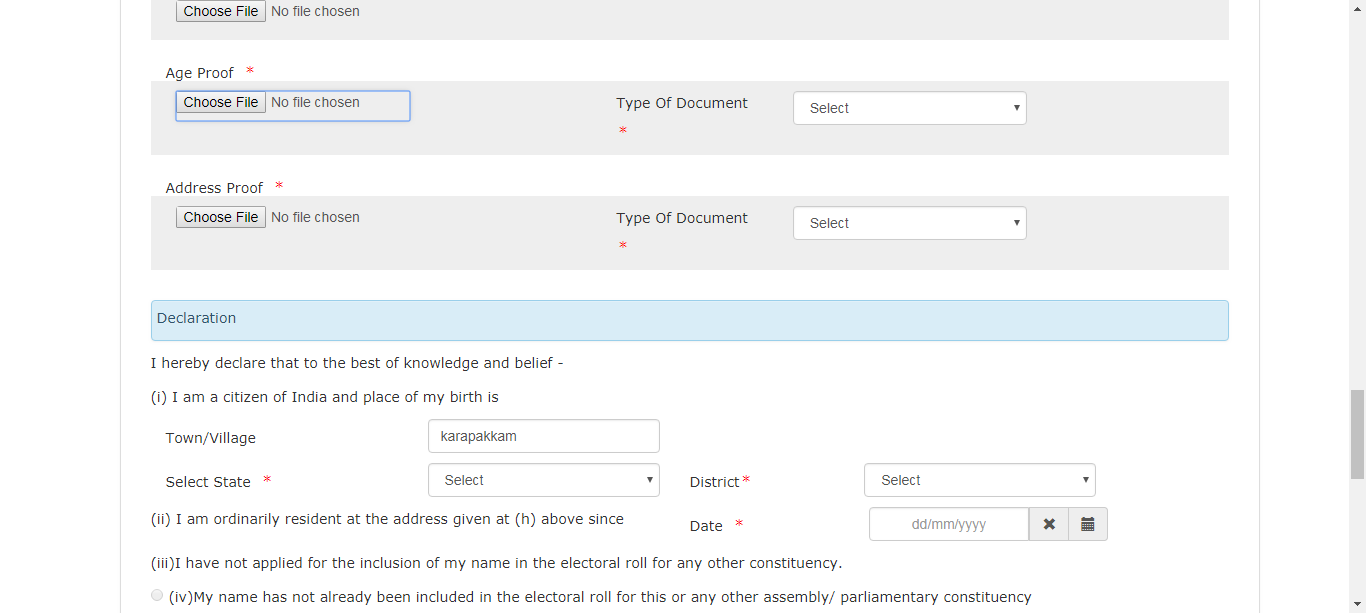 Choose File No file chosen
Age Proof *
Choose File No file chosen Type Of Document * Select
Address Proof *
Choose File No file chosen Type Of Document * Select
Declaration
I hereby declare that to the best of knowledge and belief -
(i) I am a citizen of India and place of my birth is
Town/Village karapakkam
Select State * Select District* Select
(ii) I am ordinarily resident at the address given at (h) above since Date * dd/mm/yyyy
(iii)I have not applied for the inclusion of my name in the electoral roll for any other constituency.
(iv)My name has not already been included in the electoral roll for this or any other assembly/ parliamentary constituency